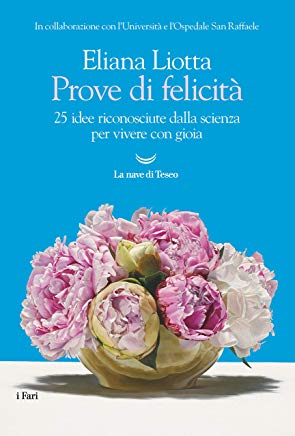 In collaborazione con l'Università e l'Ospedale San Raffaele
Eliana Liotta
Prove di felicità
25 idee riconosciute dalla scienza
per vivere con gioia
La nave di Teseo
i Fari